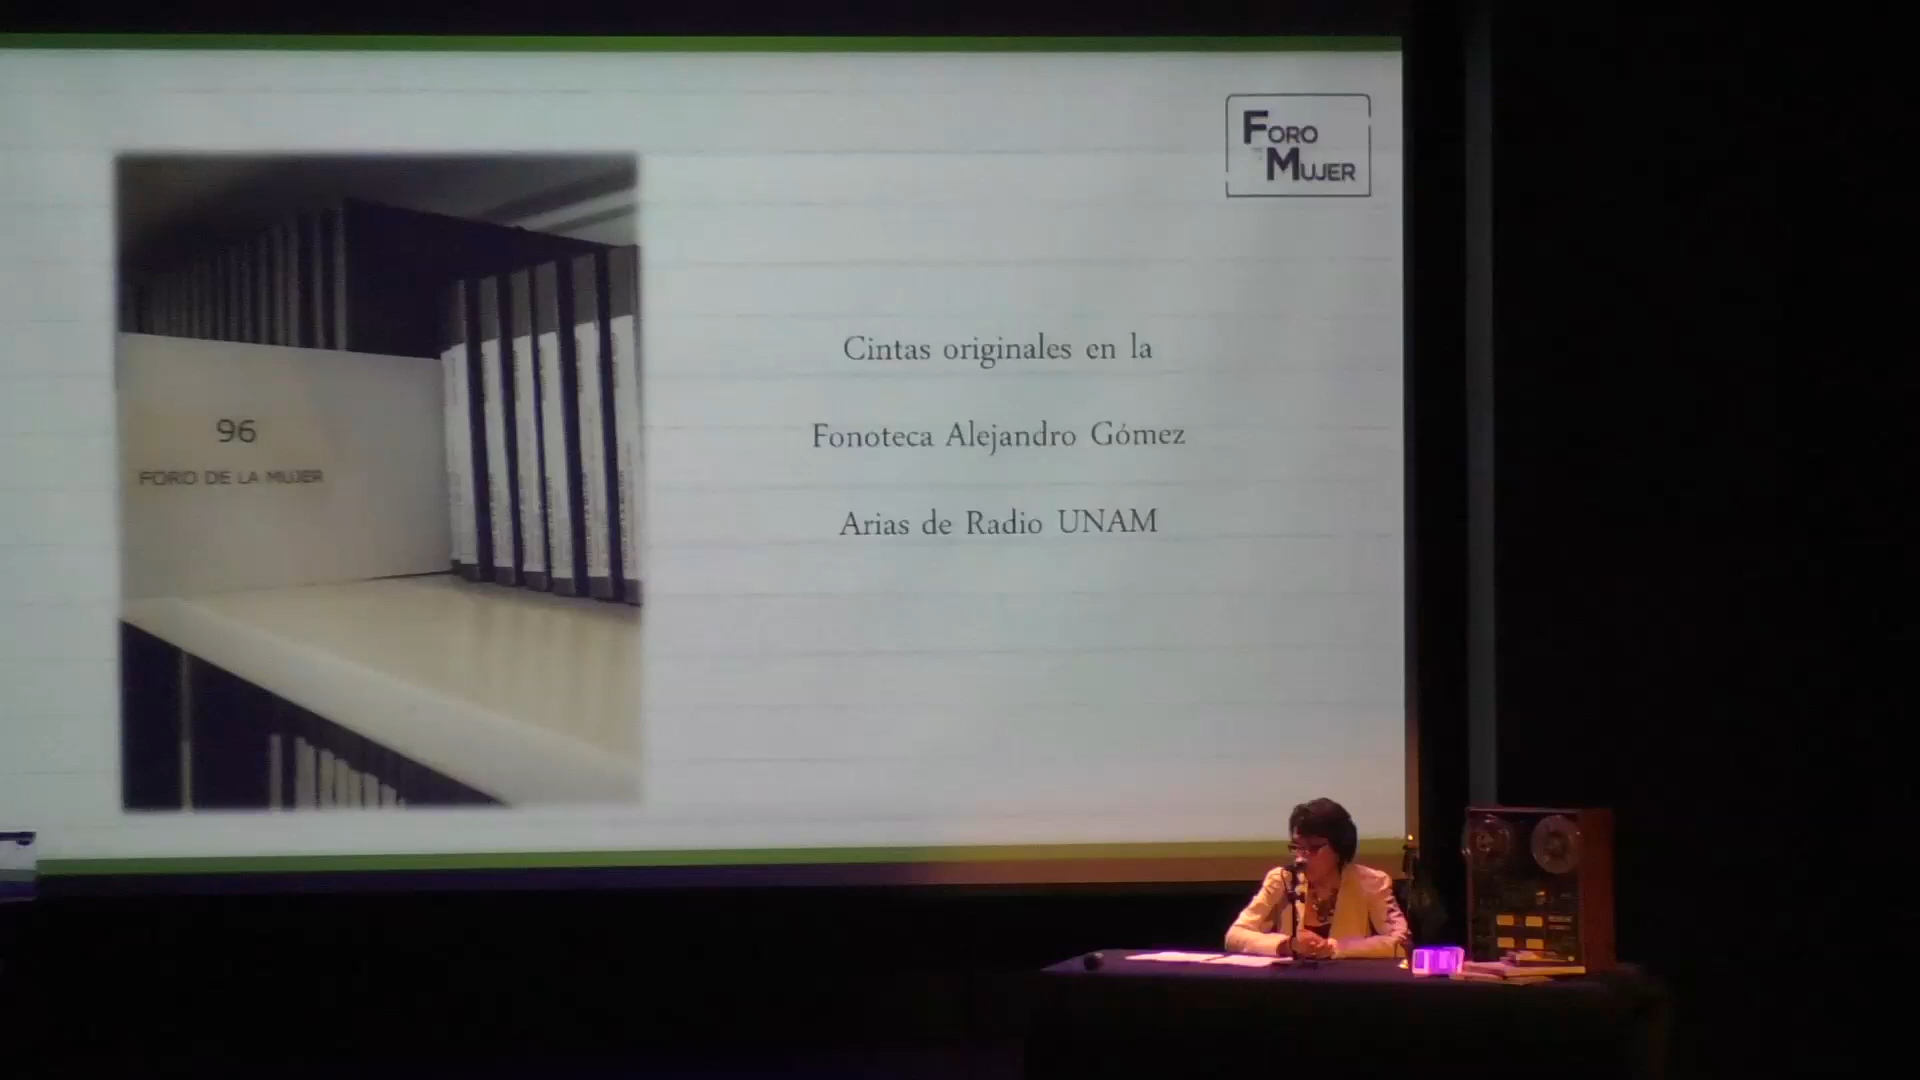 FORO
MUJER
96
FORO DE LA MUJER
Cintas originales en la
Fonoteca Alejandro Gómez
Arias de Radio UNAM